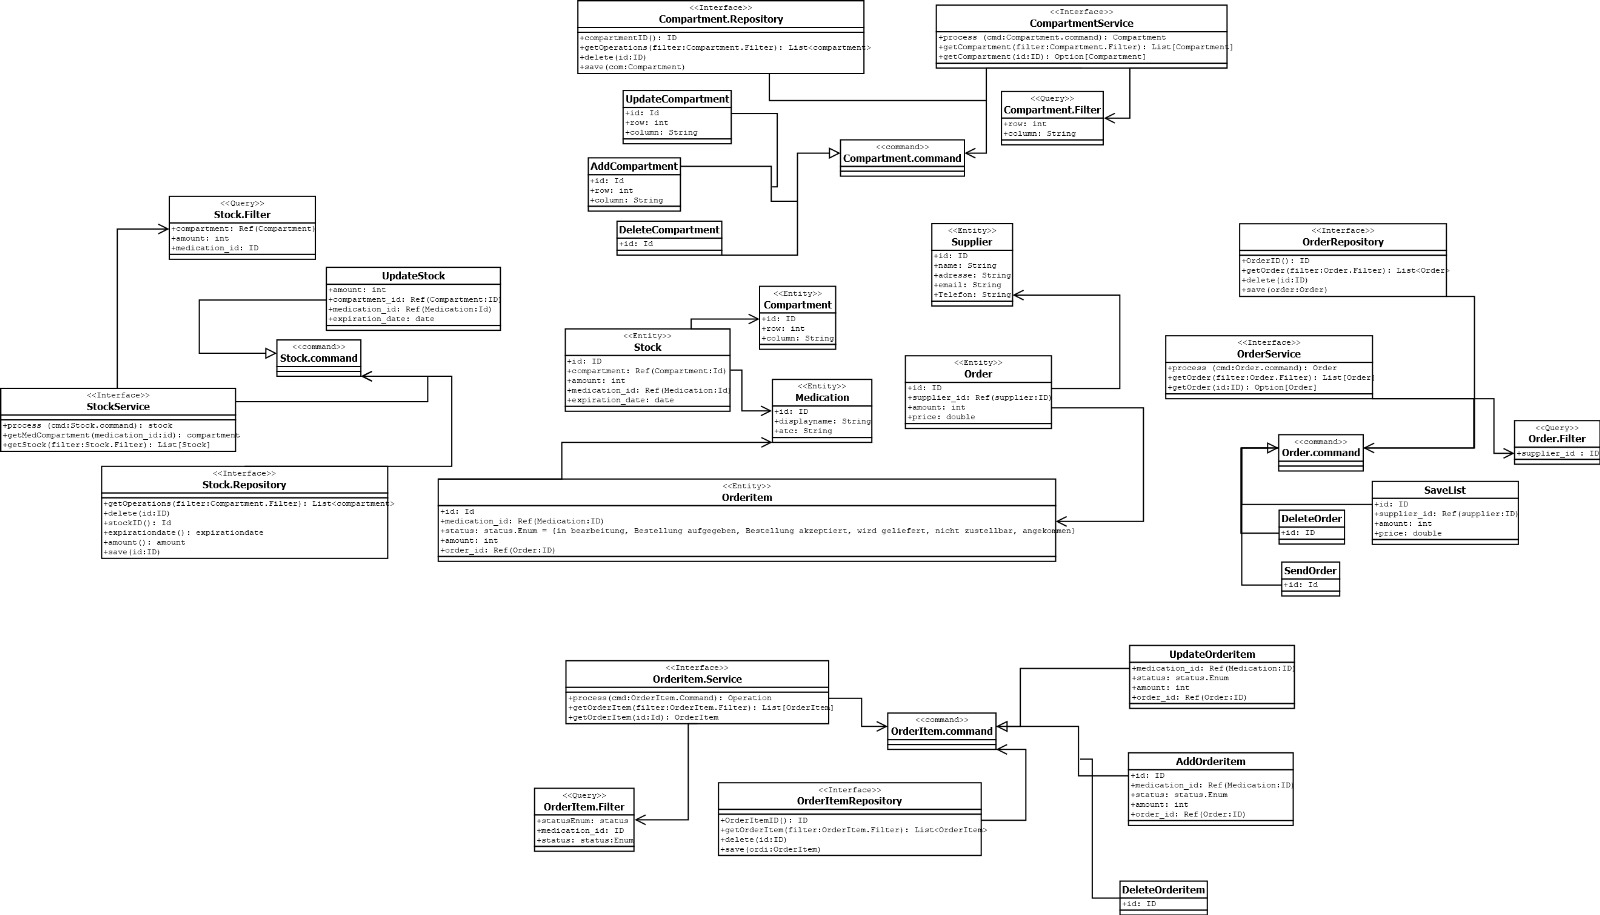 <<Interface>>
Compartment.Repository
+compartmentID(): ID
+getOperations(filter:Compartment.Filter): List<compartment>
+delete(id:ID)
+save(com:Compartment)
<<Interface>>
CompartmentService
+process (cmd:Compartment.command): Compartment
+getCompartment(filter:Compartment.Filter): List[Compartment]
+getCompartment(id:ID): Option[Compartment]
UpdateCompartment
+id: Id
+row: int
+column: String
<<Query>>
Compartment.Filter
+row: int
+column: String
<<command>>
Compartment.command
AddCompartment
+id: Id
+row: int
+column: String
DeleteCompartment
+id: Id
<<Query>>
Stock.Filter
+compartment: Ref(Compartment)
+amount: int
+medication_id: ID
UpdateStock
+amount: int
+compartment_id: Ref(Compartment:ID)
+medication_id: Ref(Medication:Id)
+expiration_date: date
<<command>>
Stock.command
<<Interface>>
StockService
+process (cmd:Stock.command): stock
+getMedCompartment(medication_id:id): compartment
+getStock(filter:Stock.Filter): List[Stock]
<<Interface>>
Stock.Repository
+getOperations(filter:Compartment.Filter): List<compartment>
+delete(id:ID)
+stockID(): Id
+expirationdate(): expirationdate
+amount(): amount
+save(id:ID)
<<Entity>>
Supplier
+id: ID
+name: String
+adresse: String
+email: String
+Telefon: String
<<Entity>>
Compartment
+id: ID
+row: int
+column: String
<<Entity>>
Stock
+id: ID
+compartment: Ref(Compartment:Id)
+amount: int
+medication_id: Ref(Medication:Id)
+expiration_date: date
<<Entity>>
Medication
+id: ID
+displayname: String
+atc: String
<<Entity>>
Order
+id: ID
+supplier_id: Ref(supplier:ID)
+amount: int
+price: double
<<Entity>>
Orderitem
+id: Id
+medication_id: Ref(Medication:ID)
+status: status.Enum = {in bearbeitung, Bestellung aufgegeben, Bestellung akzeptiert, wird geliefert, nicht zustellbar, angekommen}
+amount: int
+order_id: Ref(Order:ID)
<<Interface>>
OrderRepository
+OrderID(): ID
+getOrder(filter:Order.Filter): List<Order>
+delete(id:ID)
+save(order:Order)
<<Interface>>
OrderService
+process (cmd:Order.command): Order
+getOrder(filter:Order.Filter): List[Order]
+getOrder(id:ID): Option[Order]
<<command>>
Order.command
<<Query>>
Order.Filter
+supplier_id : ID
SaveList
+id: ID
+supplier_id: Ref(supplier:ID)
+amount: int
+price: double
DeleteOrder
+id: ID
SendOrder
+id: Id
<<Interface>>
Orderitem.Service
+process(cmd:OrderItem.Command): Operation
+getOrderItem(filter:OrderItem.Filter): List[OrderItem]
+getOrderItem(id:Id): OrderItem
<<command>>
OrderItem.command
UpdateOrderitem
+medication_id: Ref(Medication:ID)
+status: status.Enum
+amount: int
+order_id: Ref(Order:ID)
AddOrderitem
+id: ID
+medication_id: Ref(Medication:ID)
+status: status.Enum
+amount: int
+order_id: Ref(Order:ID)
<<Query>>
OrderItem.Filter
+statusEnum: status
+medication_id: ID
+status: status:Enum
<<Interface>>
OrderItemRepository
+OrderItemID(): ID
+getOrderItem(filter:OrderItem.Filter): List<OrderItem>
+delete(id:ID)
+save(ordi:OrderItem)
DeleteOrderitem
+id: ID